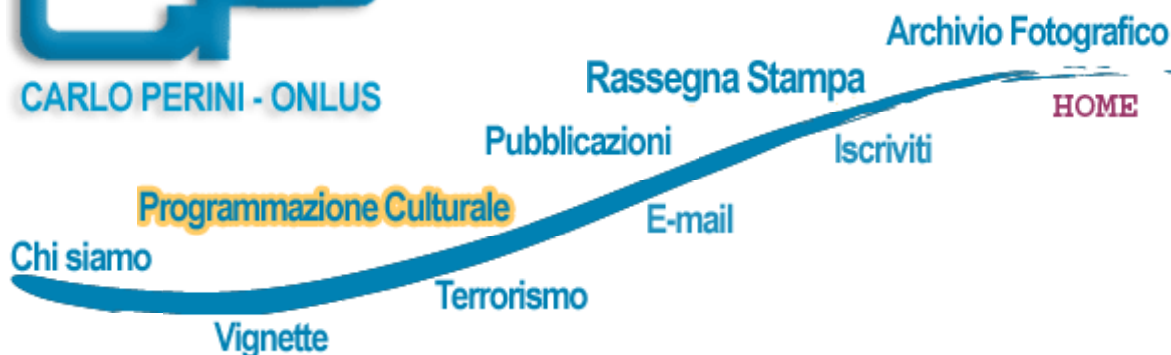 Archivio Fotografico
Rassegna Stampa
CARLO PERINI - ONLUS
HOME
Pubblicazioni
Iscriviti
Programmazione Culturale
E-mail
Chi siamo
Terrorismo
Vignette